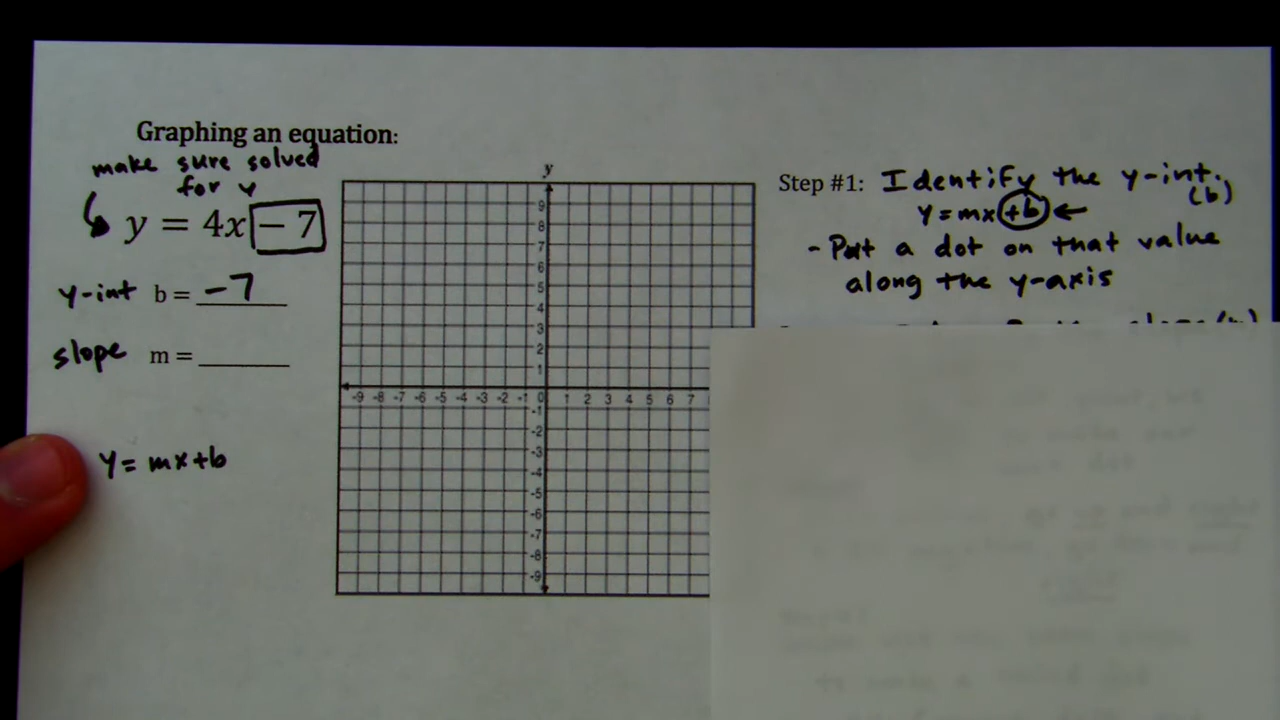 Graphing an equation:
make sure solved
for y
y = 4x − 7
y-int b = −7
slope m =
y = mx+b
y
9
8
7
6
5
4
3
2
1
-9 -8 -7 -6 -5 -4 -3 -2 -1 0 1 2 3 4 5 6 7
-1
-2
-3
-4
-5
-6
-7
-8
-9
Step #1: Identify the y-int.
(b)
y = mx +b ←
- Put a dot on that value
along the y-axis